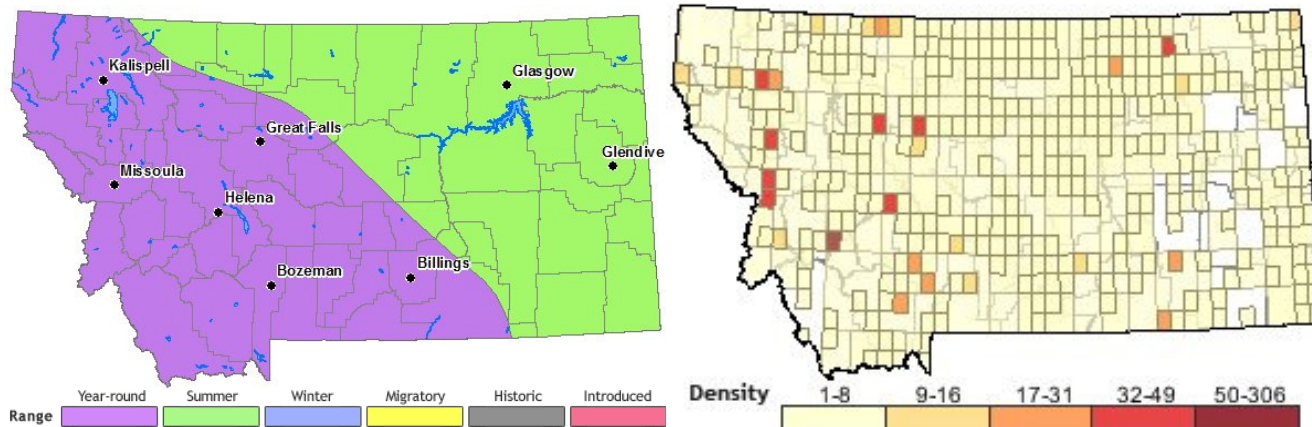 Kalispell
Glasgow
Great Falls
Glendive
Missoula
Helena
Bozeman
Billings
Year-round Summer Winter Migratory Historic Introduced
Range
Density 1-8 9-16 17-31 32-49 50-306